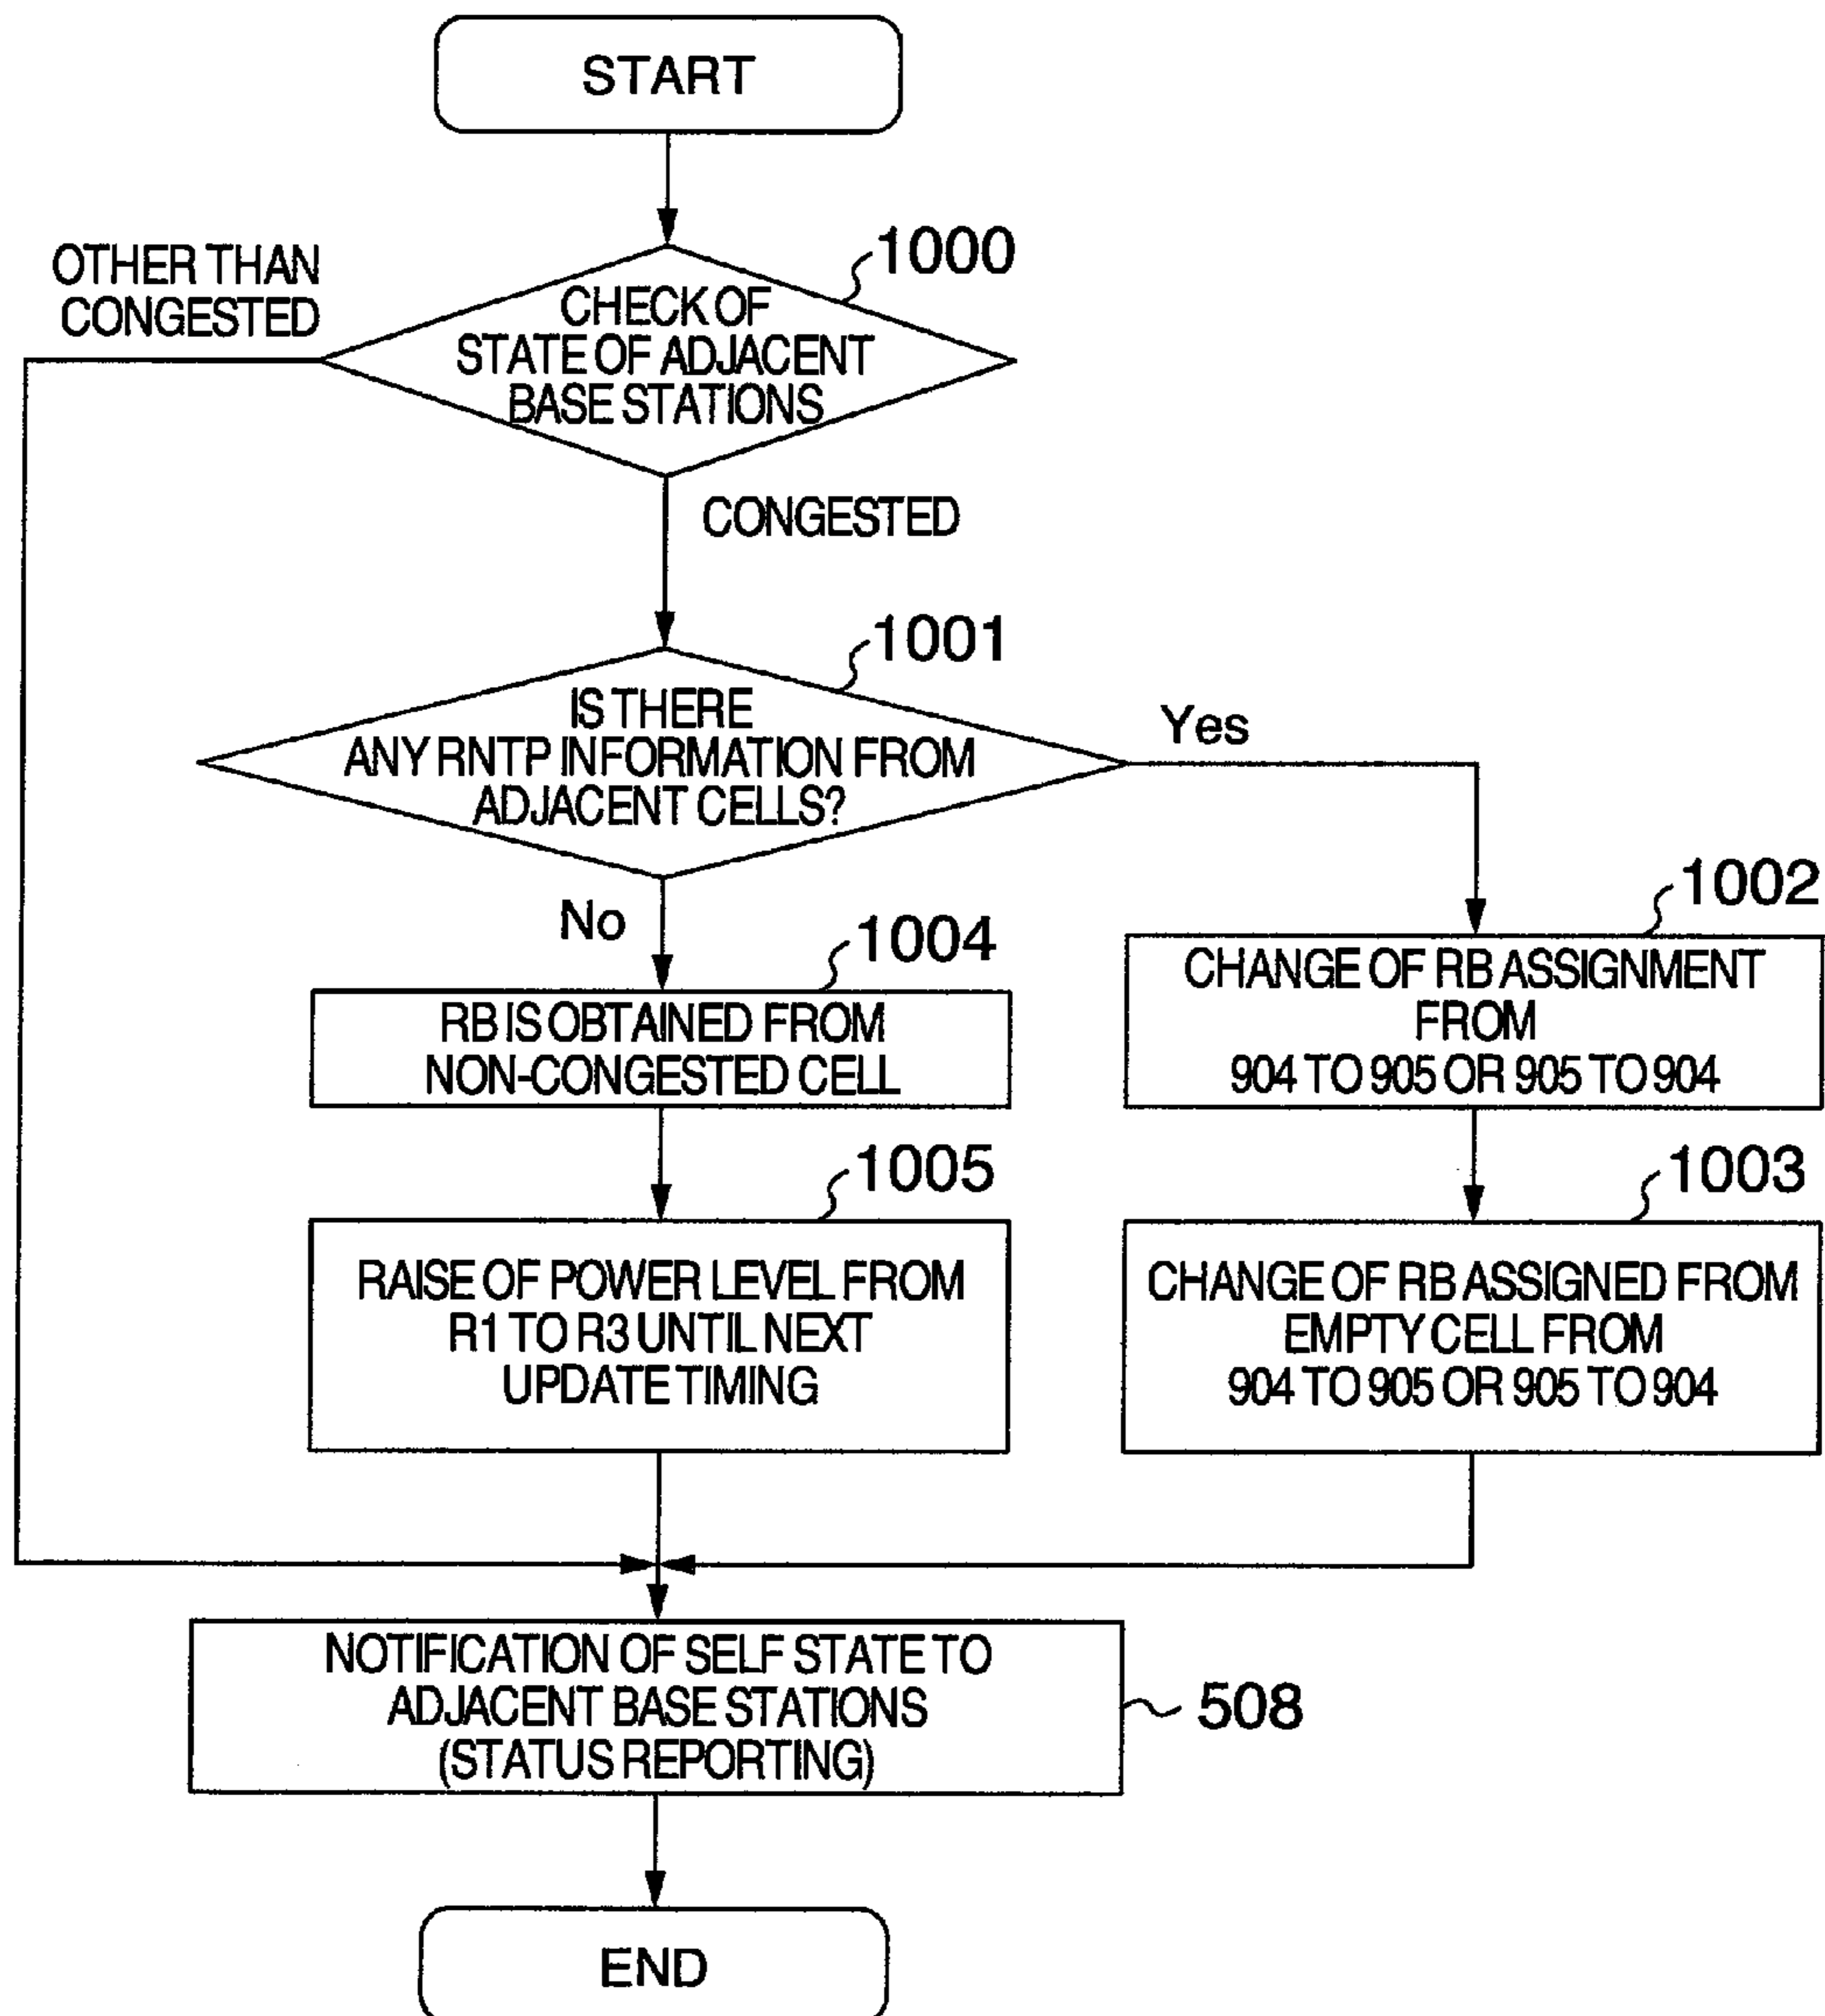 START
1000
OTHER THAN
CONGESTED
CHECK OF
STATE OF ADJACENT
BASE STATIONS
CONGESTED
1001
IS THERE
ANY RNTP INFORMATION FROM
ADJACENT CELLS?
Yes
No
1002
CHANGE OF RB ASSIGNMENT
FROM
904 TO 905 OR 905 TO 904
1004
RB IS OBTAINED FROM
NON-CONGESTED CELL
1005
RAISE OF POWER LEVEL FROM
R1 TO R3 UNTIL NEXT
UPDATE TIMING
1003
CHANGE OF RB ASSIGNED FROM
EMPTY CELL FROM
904 TO 905 OR 905 TO 904
NOTIFICATION OF SELF STATE TO
ADJACENT BASE STATIONS
(STATUS REPORTING)
508
END